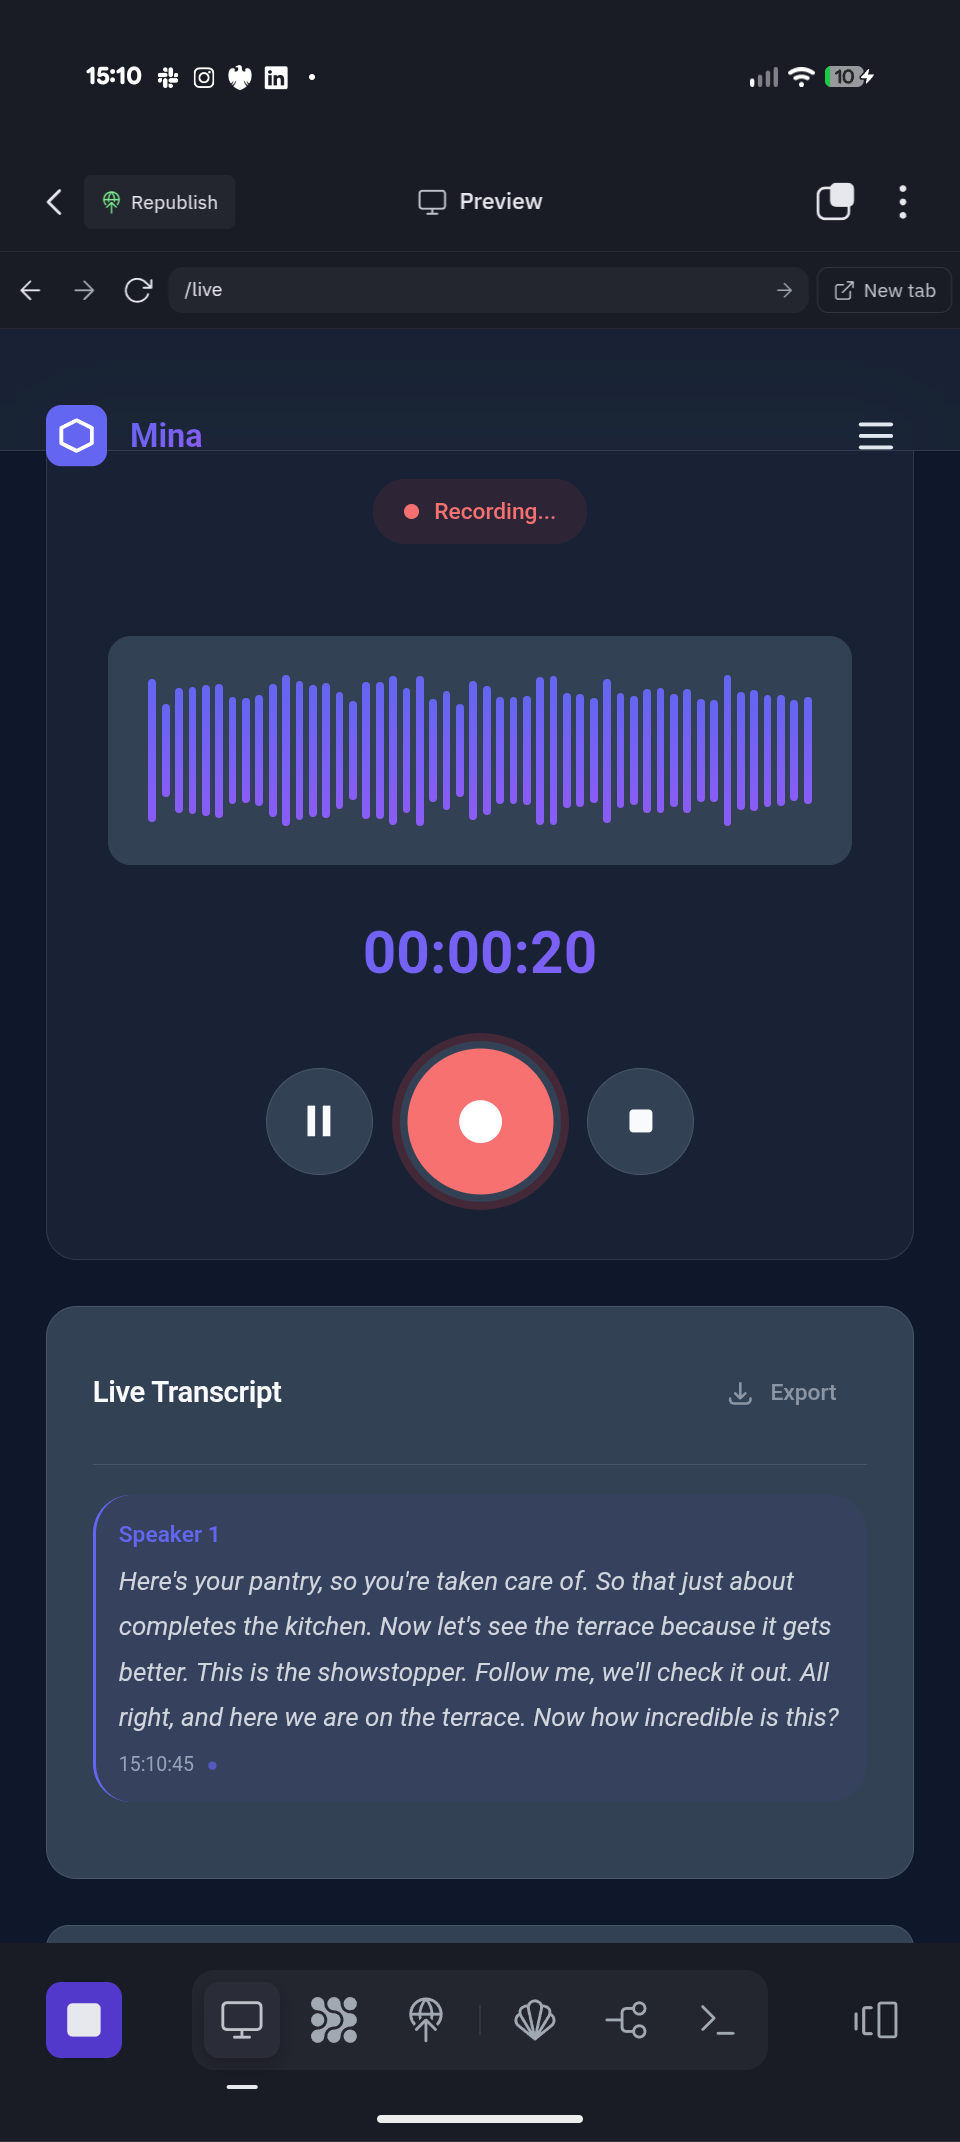 15:10
10
Republish
Preview
/live
New tab
Mina
Recording...
00:00:20
Live Transcript
Export
Speaker 1
Here's your pantry, so you're taken care of. So that just about
completes the kitchen. Now let's see the terrace because it gets
better. This is the showstopper. Follow me, we'll check it out. All
right, and here we are on the terrace. Now how incredible is this?
15:10:45